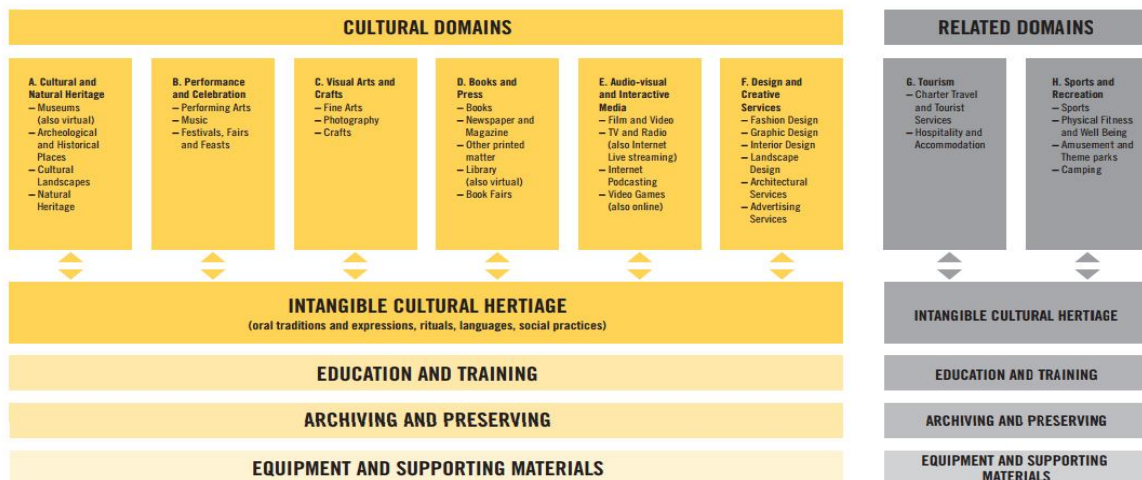 CULTURAL DOMAINS
RELATED DOMAINS
A. Cultural and
Natural Heritage
– Museums
(also virtual)
– Archeological
and Historical
Places
– Cultural
Landscapes
– Natural
Heritage
B. Performance
and Celebration
– Performing Arts
– Music
– Festivals, Fairs
and Feasts
C. Visual Arts and
Crafts
– Fine Arts
– Photography
– Crafts
D. Books and
Press
– Books
– Newspaper and
Magazine
– Other printed
matter
– Library
(also virtual)
– Book Fairs
E. Audio-visual
and Interactive
Media
– Film and Video
– TV and Radio
(also Internet
Live streaming)
– Internet
Podcasting
– Video Games
(also online)
F. Design and
Creative
Services
– Fashion Design
– Graphic Design
– Interior Design
– Landscape
Design
– Architectural
Services
– Advertising
Services
G. Tourism
– Charter Travel
and Tourist
Services
– Hospitality and
Accommodation
H. Sports and
Recreation
– Sports
– Physical Fitness
and Well Being
– Amusement and
Theme parks
– Camping
INTANGIBLE CULTURAL HERTIAGE
(oral traditions and expressions, rituals, languages, social practices)
INTANGIBLE CULTURAL HERTIAGE
EDUCATION AND TRAINING
EDUCATION AND TRAINING
ARCHIVING AND PRESERVING
ARCHIVING AND PRESERVING
EQUIPMENT AND SUPPORTING MATERIALS
EQUIPMENT AND SUPPORTING
MATERIALS